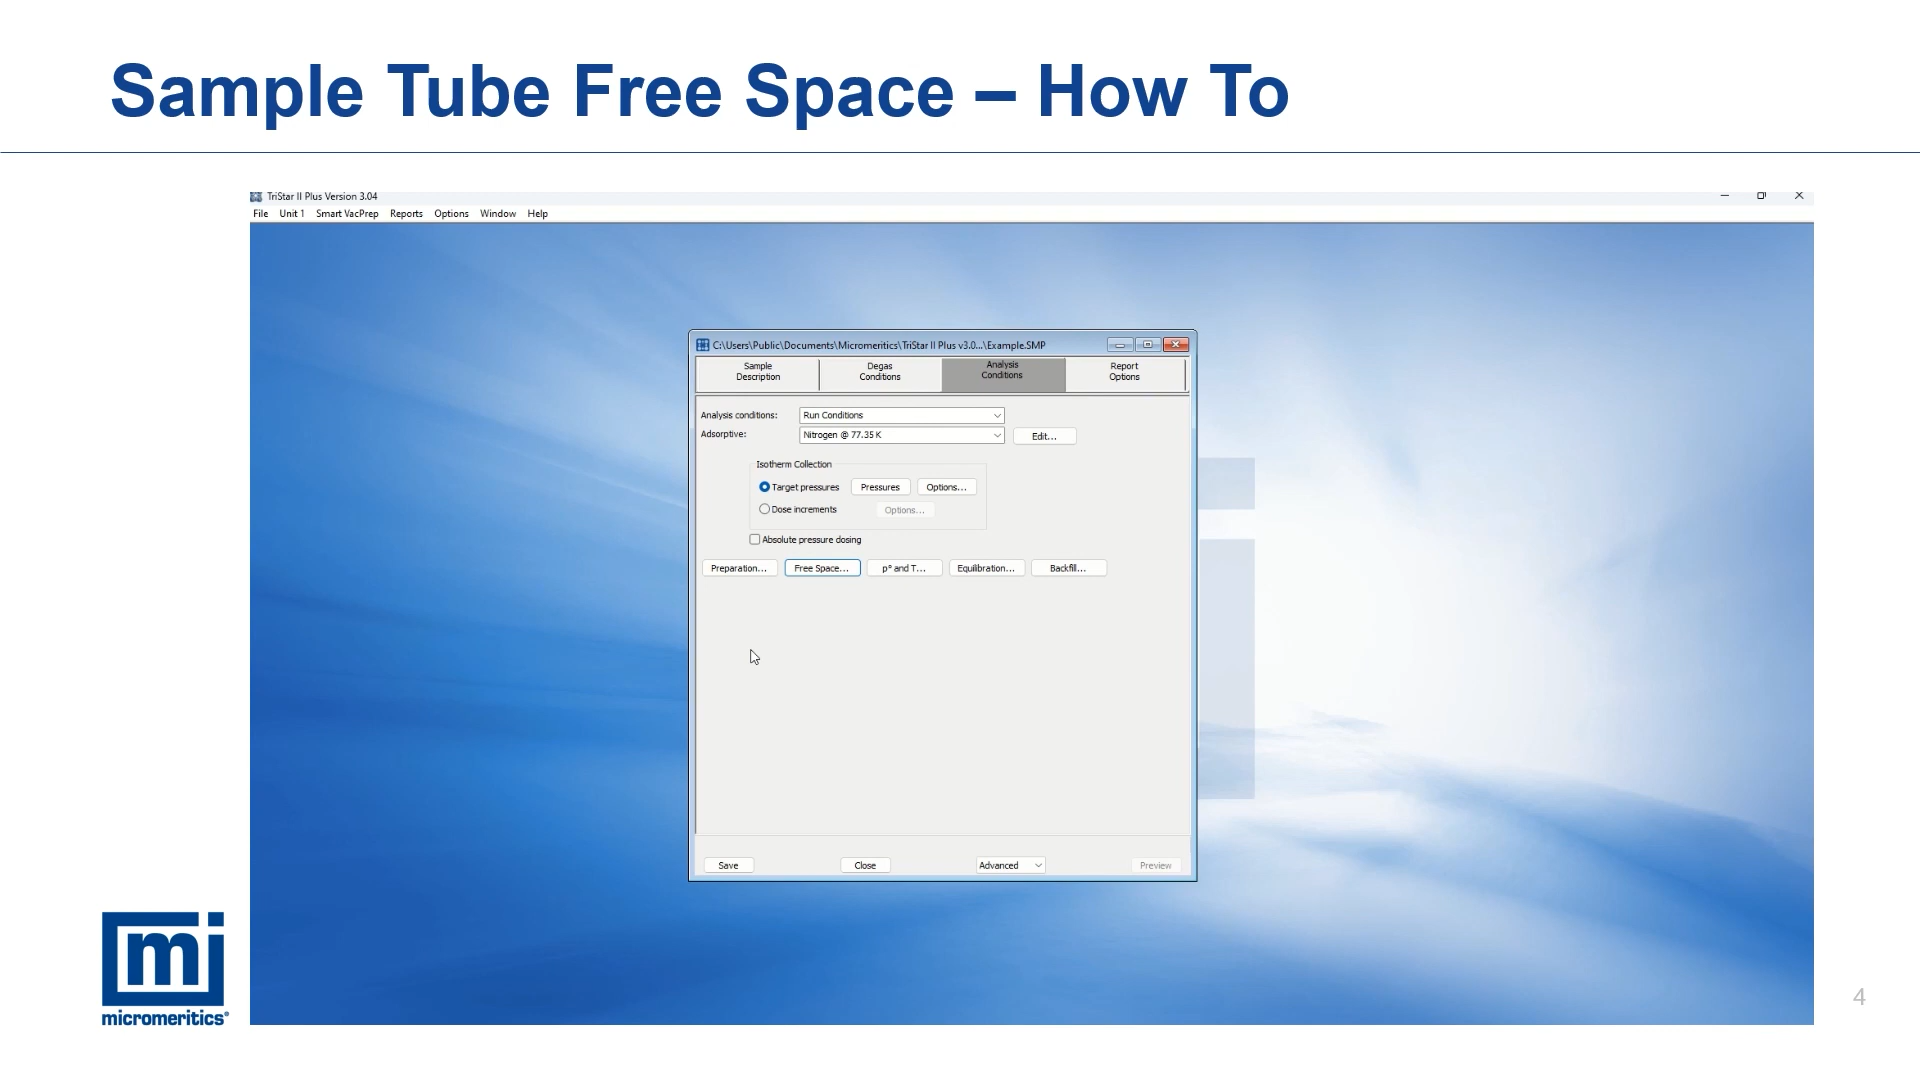 Sample Tube Free Space – How To
TriStar II Plus Version 3.04
File Unit 1 Smart VacPrep Reports Options Window Help
C:\Users\Public\Documents\Micromeritics\TriStar II Plus v3.0...\Example.SMP
Sample Description
Degas Conditions
Analysis Conditions
Report Options
Analysis conditions: Run Conditions
Adsorptive: Nitrogen @ 77.35 K Edit...
Isotherm Collection
Target pressures Pressures Options...
Dose increments Options...
Absolute pressure dosing
Preparation... Free Space... p° and T... Equilibration... Backfill...
Save Close Advanced Preview
mi
micromeritics®
4